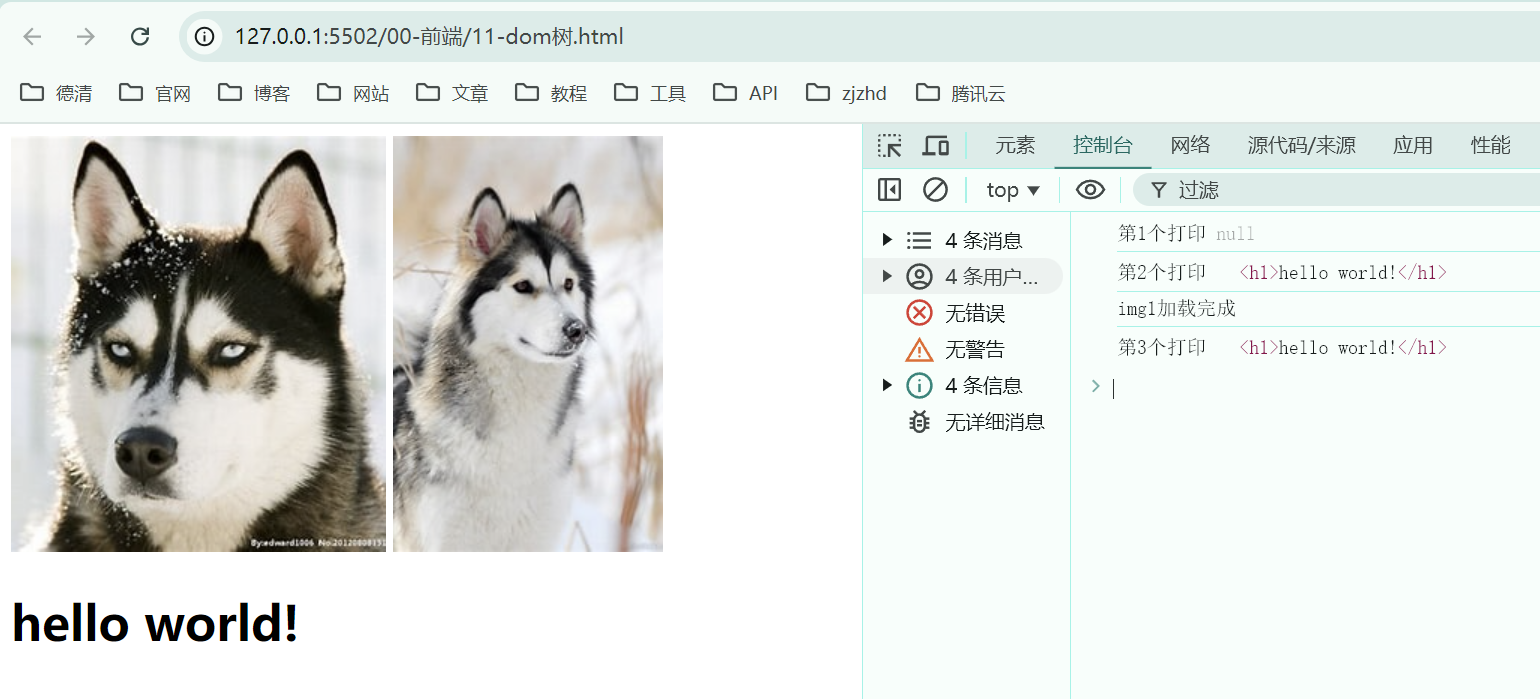 127.0.0.1:5502/00-前端/11-dom树.html
德清 官网 博客 网站 文章 教程 工具 API zjzhd 腾讯云
元素 控制台 网络 源代码/来源 应用 性能
top 过滤
4 条消息
4 条用户...
无错误
无警告
4 条信息
无详细消息
第1个打印 null
第2个打印 <h1>hello world!</h1>
img1加载完成
第3个打印 <h1>hello world!</h1>
By:edward1006 No.20120808151
hello world!